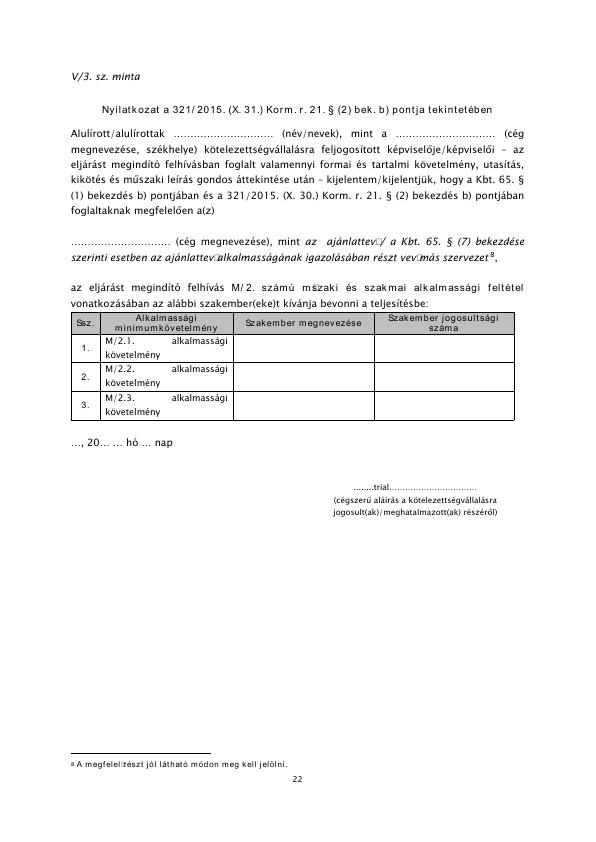 V/3. sz. minta
Nyilatkozat a 321/2015. (X. 31.) Korm. r. 21. § (2) bek. b) pontja tekintetében
Alulírott/alulírottak ………………………… (név/nevek), mint a ………………………… (cég
megnevezése, székhelye) kötelezettségvállalásra feljogosított képviselője/képviselői – az
eljárást megindító felhívásban foglalt valamennyi formai és tartalmi követelmény, utasítás,
kikötés és műszaki leírás gondos áttekintése után – kijelentem/kijelentjük, hogy a Kbt. 65. §
(1) bekezdés b) pontjában és a 321/2015. (X. 30.) Korm. r. 21. § (2) bekezdés b) pontjában
foglaltaknak megfelelően a(z)
………………………… (cég megnevezés), mint az ajánlattev□/ a Kbt. 65. § (7) bekezdése
szerinti esetben az ajánlattev□alkalmasságának igazolásában részt vev□más szervezet⁸,
az eljárást megindító felhívás M/2. számú m□szaki és szakmai alkalmassági feltétel
vonatkozásában az alábbi szakember(eke)t kívánja bevonni a teljesítésbe:
Ssz. Alkalmassági minimumkövetelmény Szakember megnevezése Szakember jogosultsági száma
1. M/2.1. alkalmassági követelmény
2. M/2.2. alkalmassági követelmény
3. M/2.3. alkalmassági követelmény
…, 20… … hó … nap
........trial……………………………
(cégszerű aláírás a kötelezettségvállalásra
jogosult(ak)/meghatalmazott(ak) részéről)
⁸ A megfelel□részt jól látható módon meg kell jelölni.
22